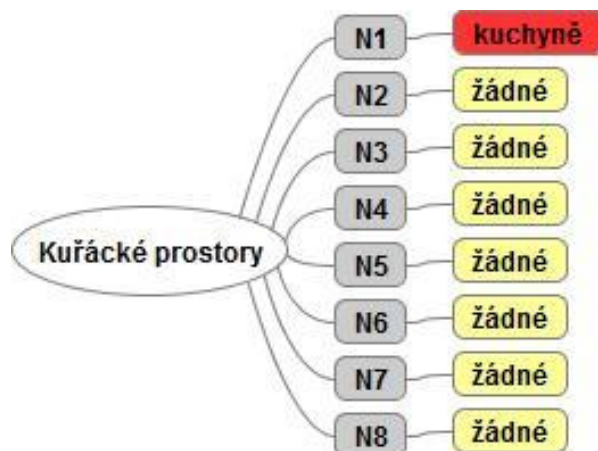 Kuřácké prostory
N1 kuchyně
N2 žádné
N3 žádné
N4 žádné
N5 žádné
N6 žádné
N7 žádné
N8 žádné